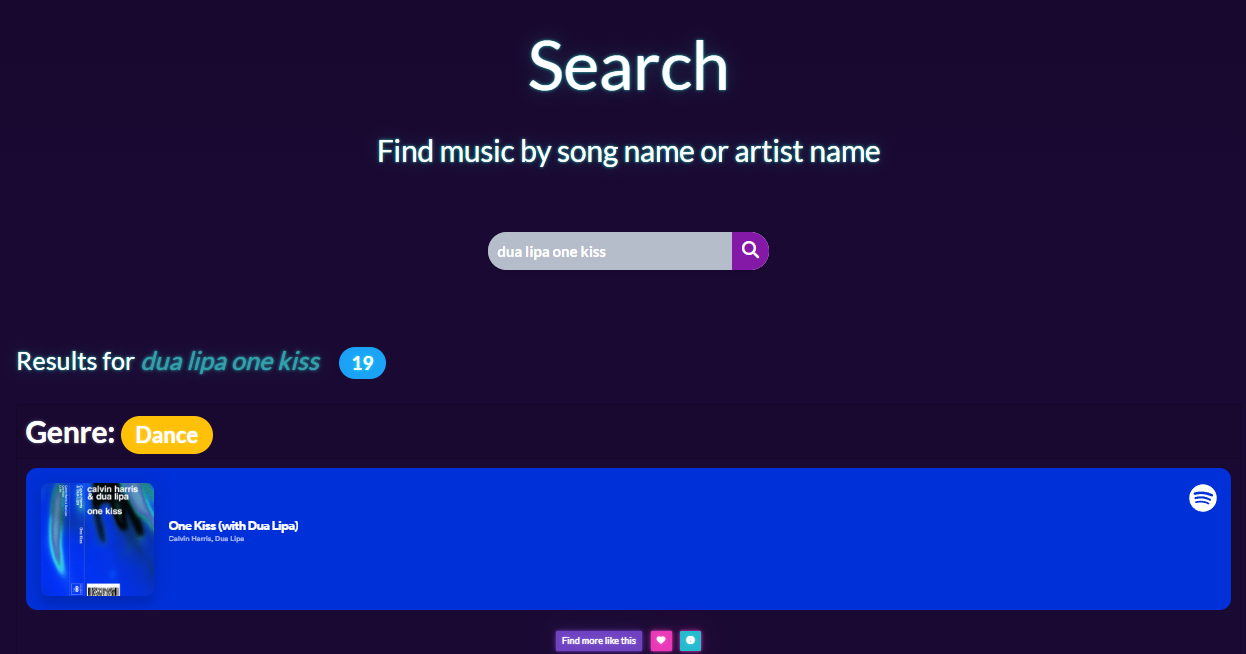 Search
Find music by song name or artist name
dua lipa one kiss
Results for dua lipa one kiss 19
Genre: Dance
calvin harris
& dua lipa
one kiss
One Kiss (with Dua Lipa)
Calvin Harris, Dua Lipa
Find more like this